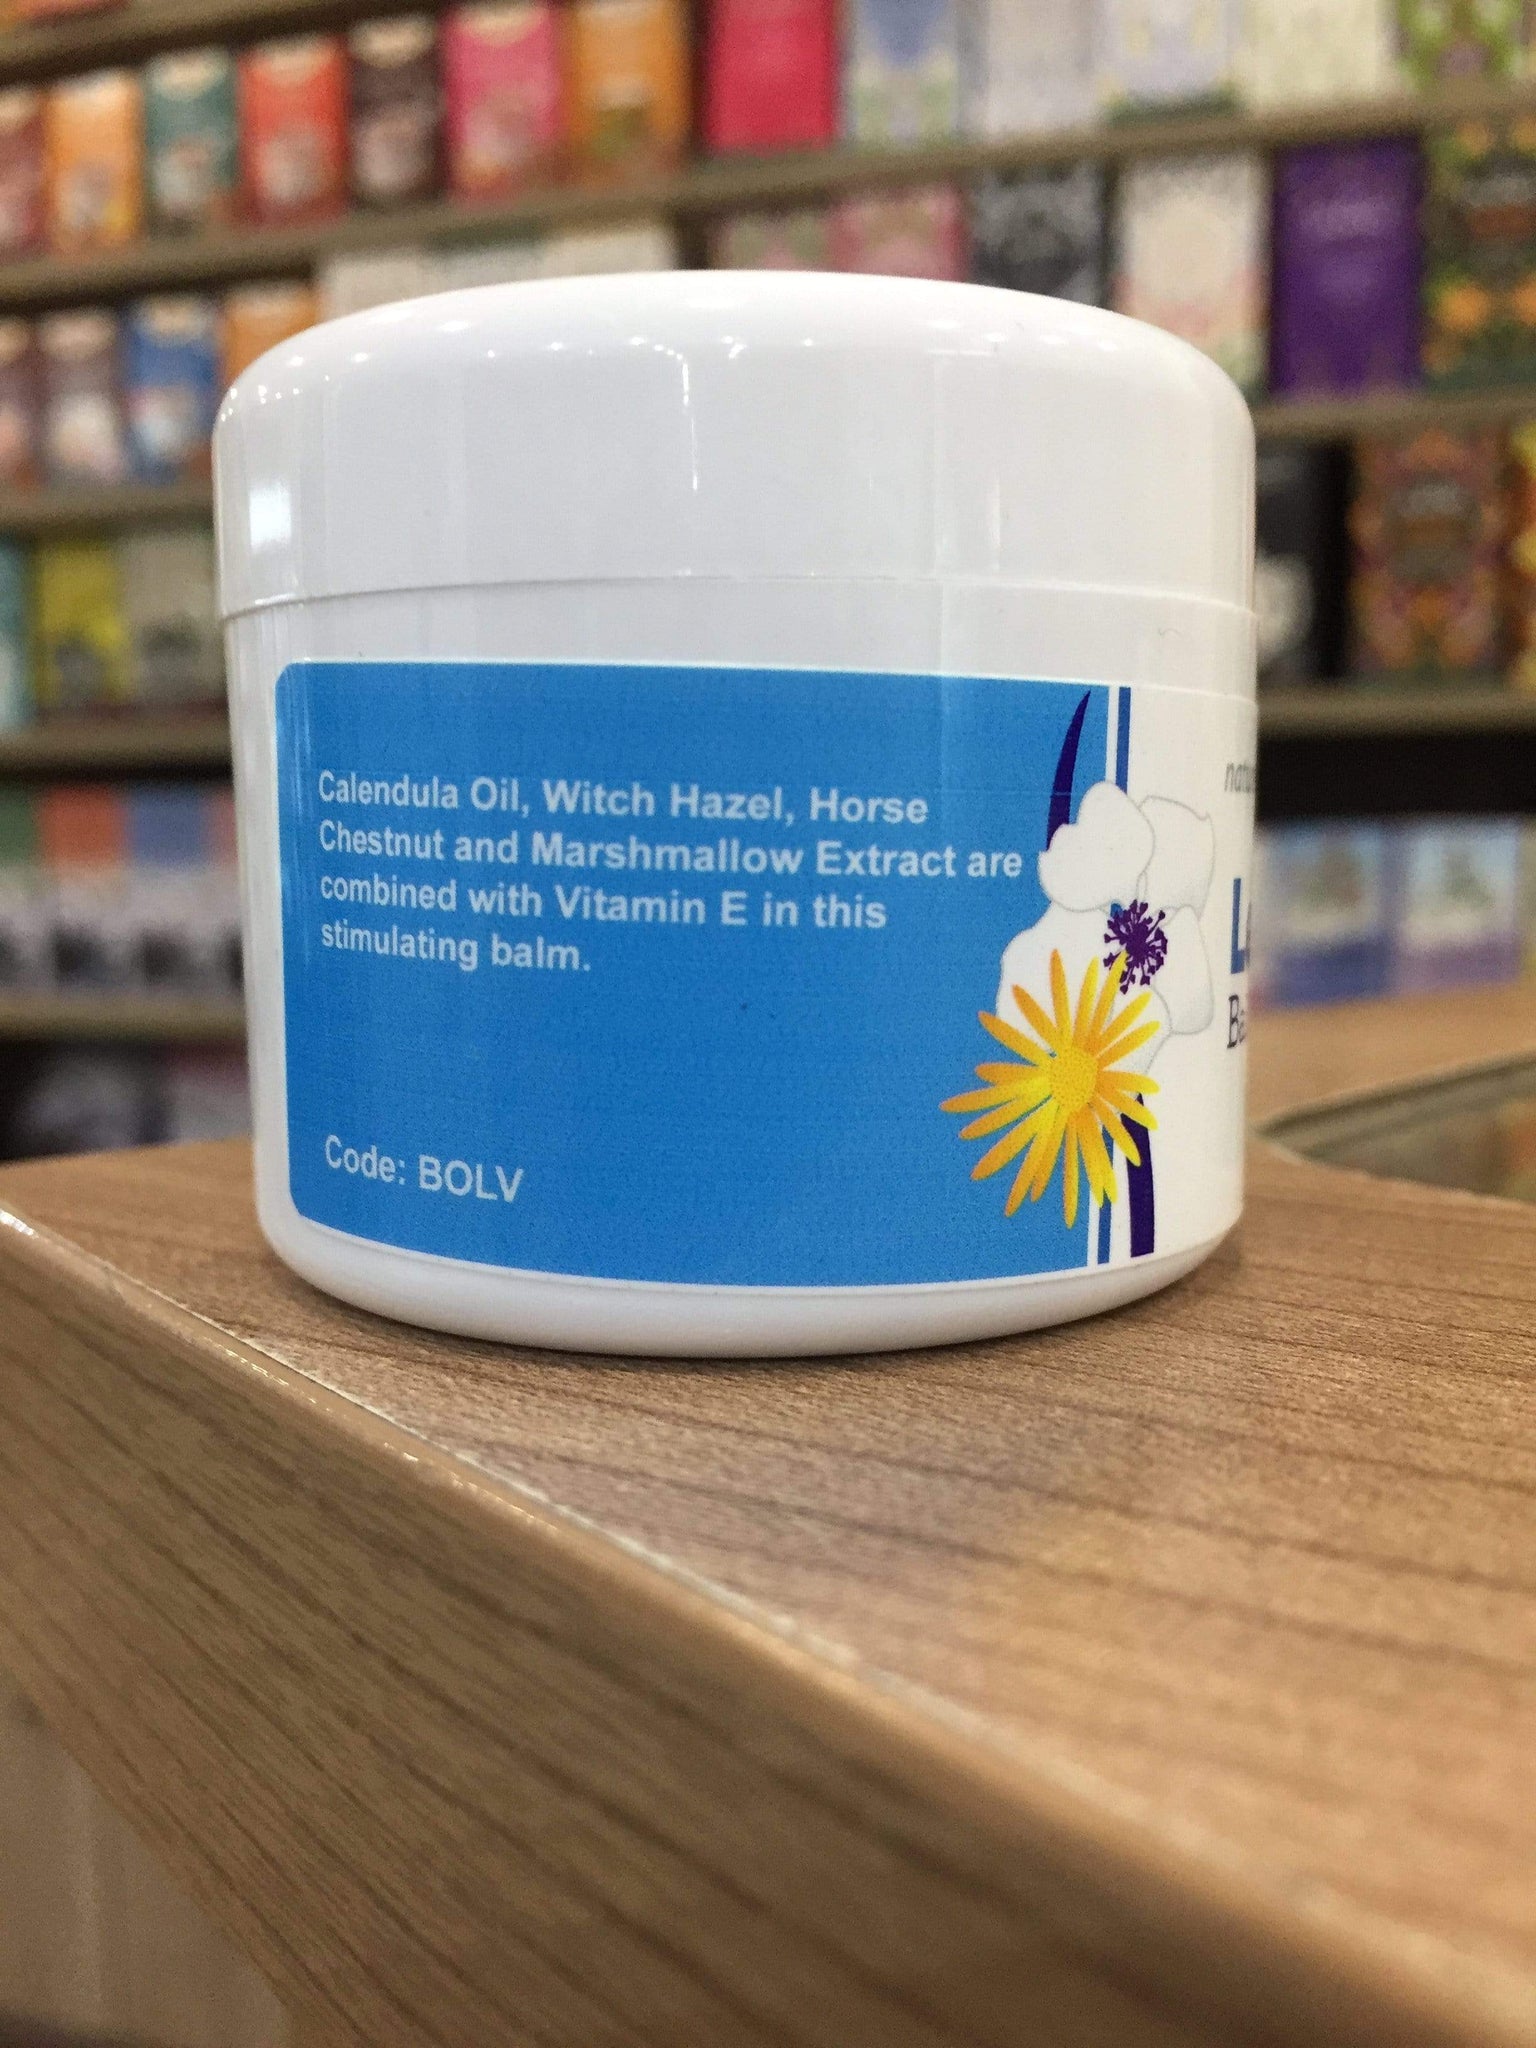 Calendula Oil, Witch Hazel, Horse
Chestnut and Marshmallow Extract are
combined with Vitamin E in this
stimulating balm.
Code: BOLV